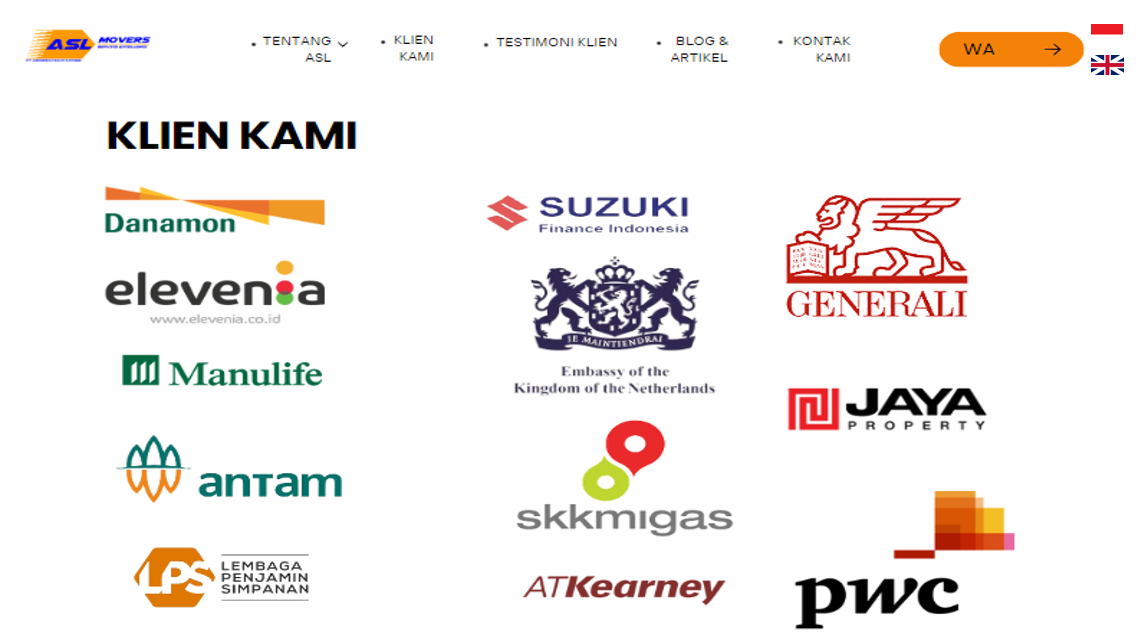 ASL MOVERS
• TENTANG ASL
• KLIEN KAMI
• TESTIMONI KLIEN
• BLOG & ARTIKEL
• KONTAK KAMI
WA →
KLIEN KAMI
Danamon
elevenia
www.elevenia.co.id
Manulife
antam
LPS LEMBAGA
PENJAMIN
SIMPANAN
SUZUKI
Finance Indonesia
JE MAINTIENDRAI
Embassy of the
Kingdom of the Netherlands
skkmigas
ATKearney
GENERALI
JAYA
PROPERTY
pwc